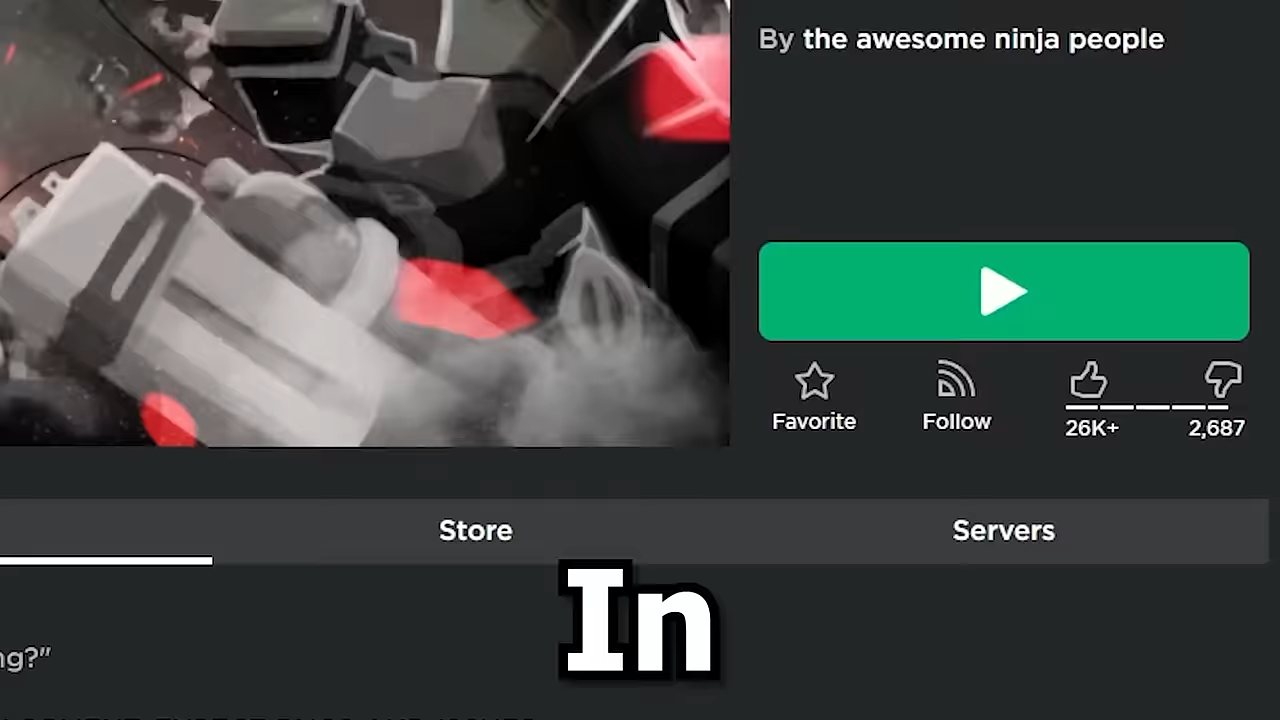 By the awesome ninja people
Favorite
Follow
26K+
2,687
Store
Servers
In
ng?"